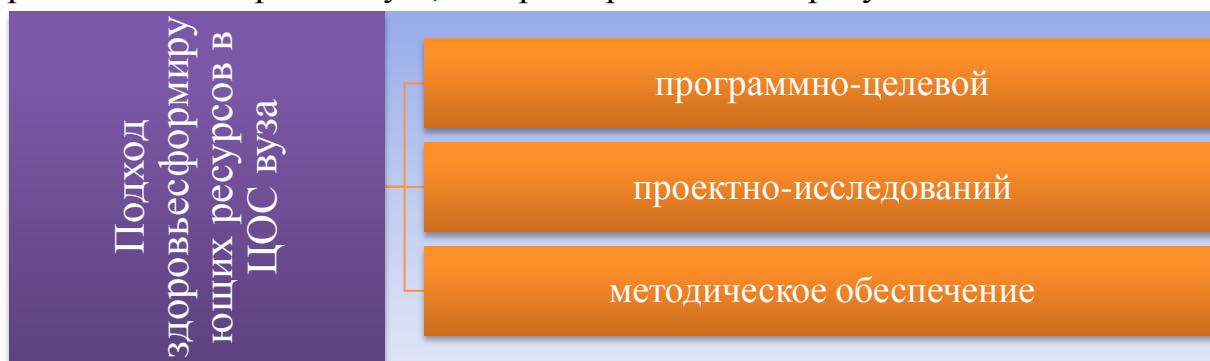 Подход
здоровьесформиру
ющих ресурсов в
ЦОС вуза
программно-целевой
проектно-исследований
методическое обеспечение